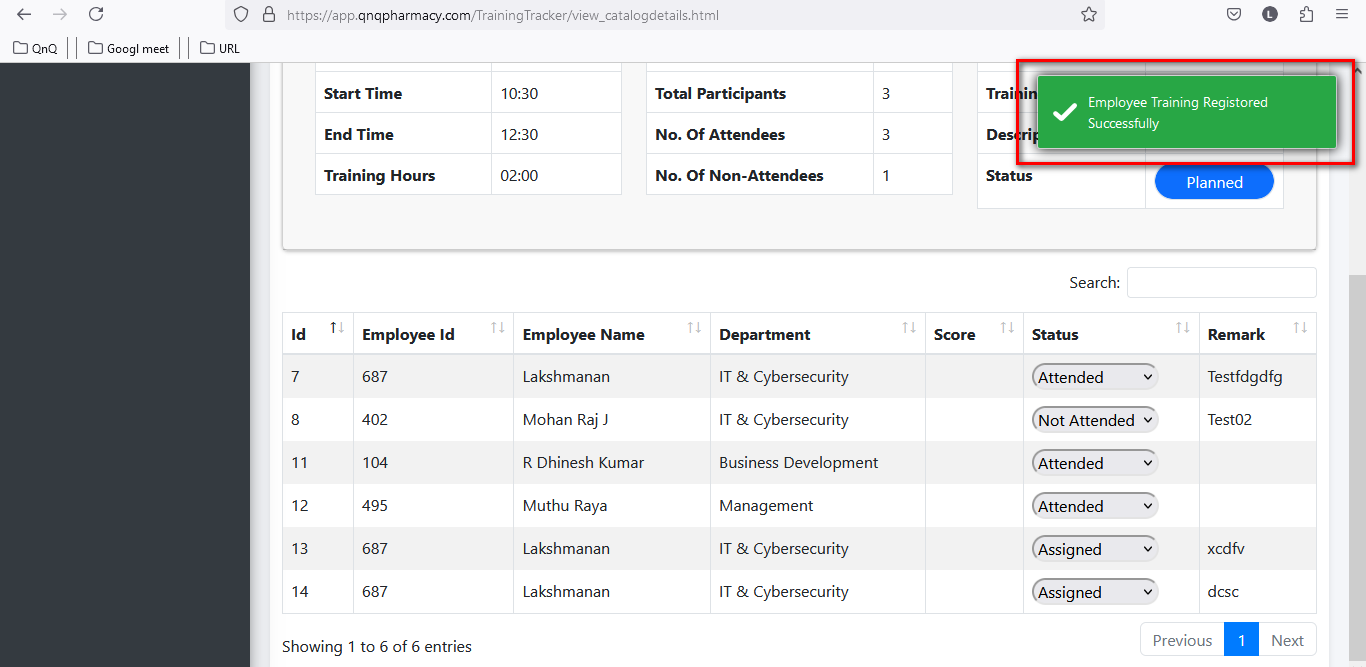 https://app.qnqpharmacy.com/TrainingTracker/view_catalogdetails.html
L
QnQ Googl meet URL
Start Time 10:30 Total Participants 3
Employee Training Registored
Successfully
End Time 12:30 No. Of Attendees 3
Training Hours 02:00 No. Of Non-Attendees 1 Status Planned
Search:
Id Employee Id Employee Name Department Score Status Remark
7 687 Lakshmanan IT & Cybersecurity Attended Testfdgdfg
8 402 Mohan Raj J IT & Cybersecurity Not Attended Test02
11 104 R Dhinesh Kumar Business Development Attended
12 495 Muthu Raya Management Attended
13 687 Lakshmanan IT & Cybersecurity Assigned xcdfv
14 687 Lakshmanan IT & Cybersecurity Assigned dcsc
Showing 1 to 6 of 6 entries Previous 1 Next